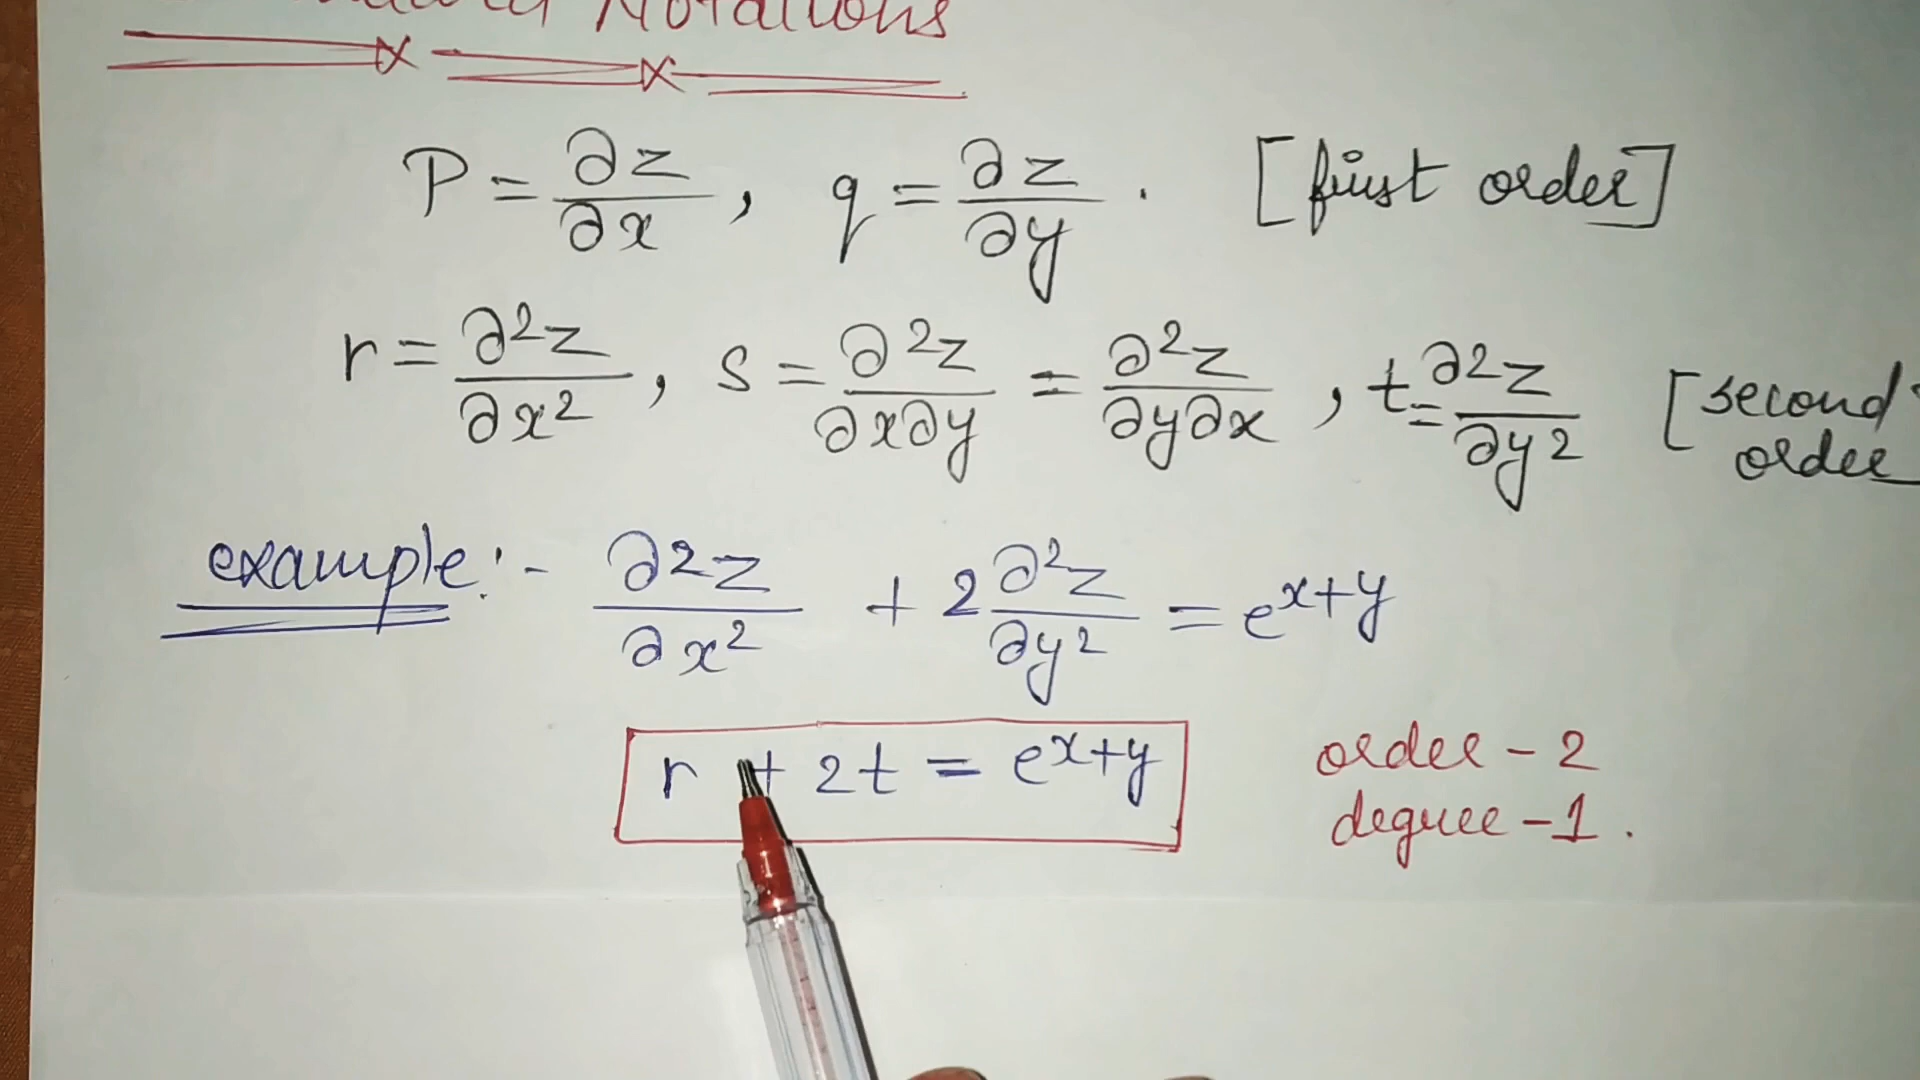 Notations
P = ∂z/∂x , q = ∂z/∂y . [first order]
r = ∂²z/∂x² , s = ∂²z/∂x∂y = ∂²z/∂y∂x , t = ∂²z/∂y² [second order]
example:- ∂²z/∂x² + 2 ∂²z/∂y² = e^(x+y)
r + 2t = e^(x+y)
order - 2
degree - 1 .